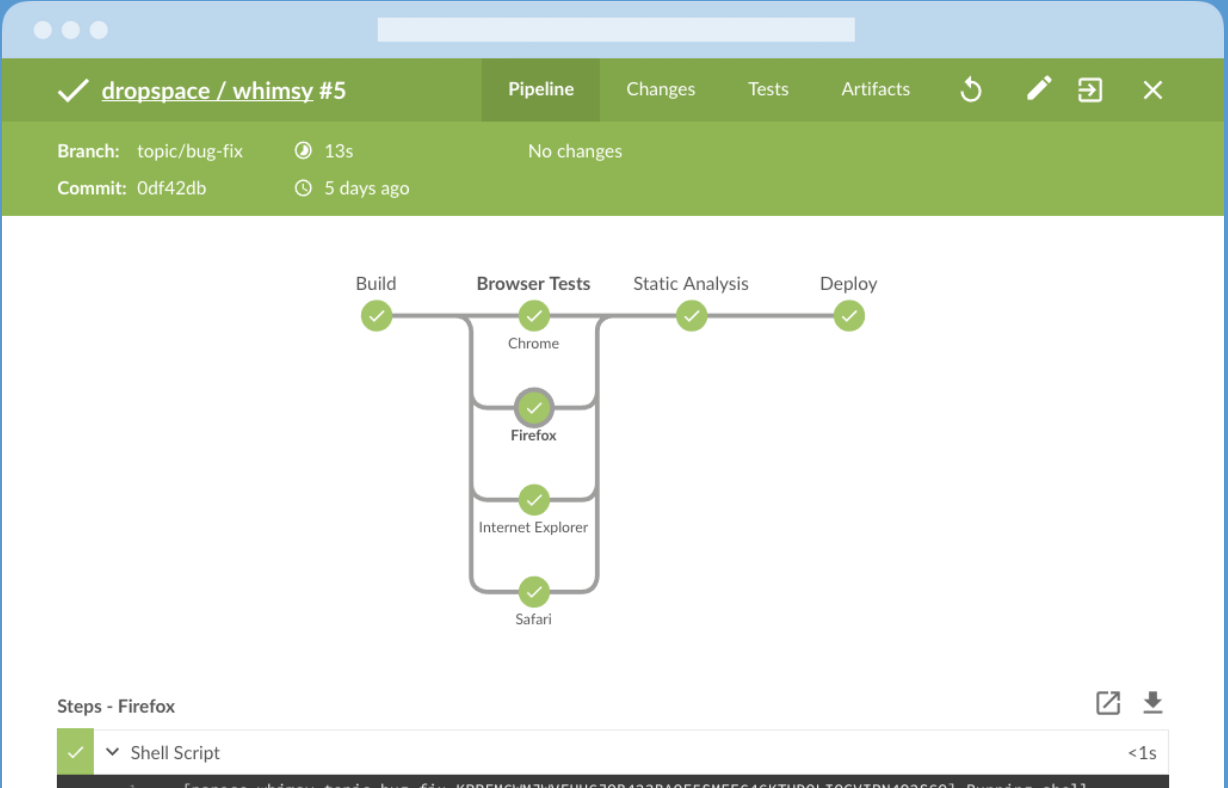 dropspace / whimsy #5 Pipeline Changes Tests Artifacts
Branch: topic/bug-fix 13s No changes
Commit: 0df42db 5 days ago
Build Browser Tests Static Analysis Deploy
Chrome
Firefox
Internet Explorer
Safari
Steps - Firefox
Shell Script <1s